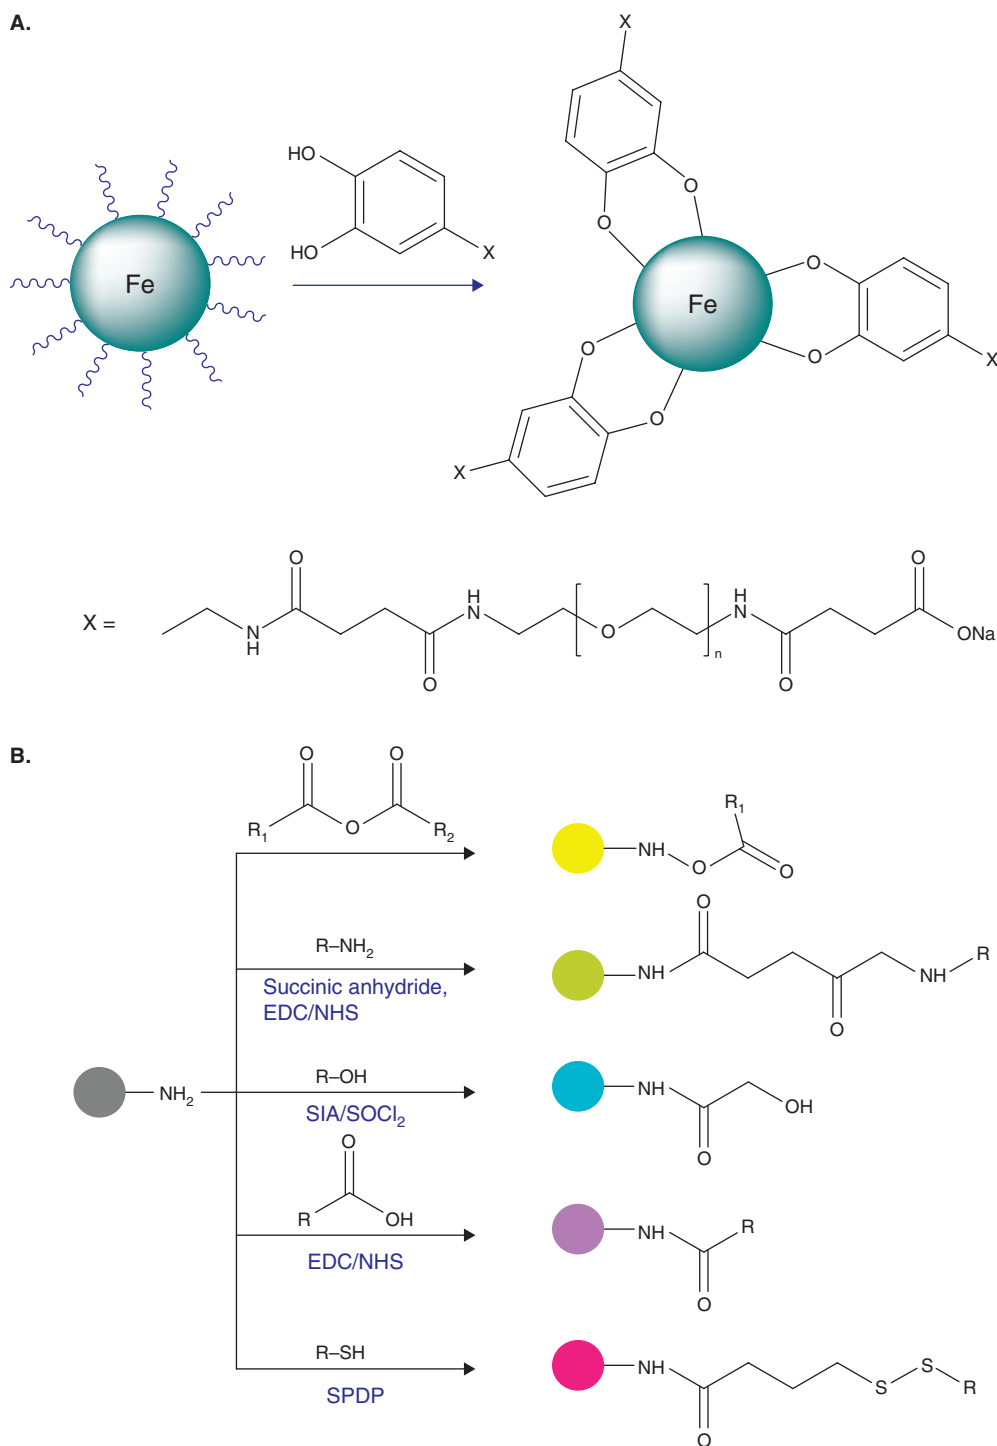 A.
X
HO
HO
X
Fe
O
O
Fe
O
O
X
O
O
X
X =
N
H
O
O
H
N
O
n
H
N
O
O
ONa
B.
O
O
R1
O
R2
NH
O
R1
O
R–NH2
Succinic anhydride,
EDC/NHS
NH
O
O
NH
R
NH2
R–OH
SIA/SOCl2
NH
O
OH
O
R
OH
EDC/NHS
NH
O
R
R–SH
SPDP
NH
O
S
S
R